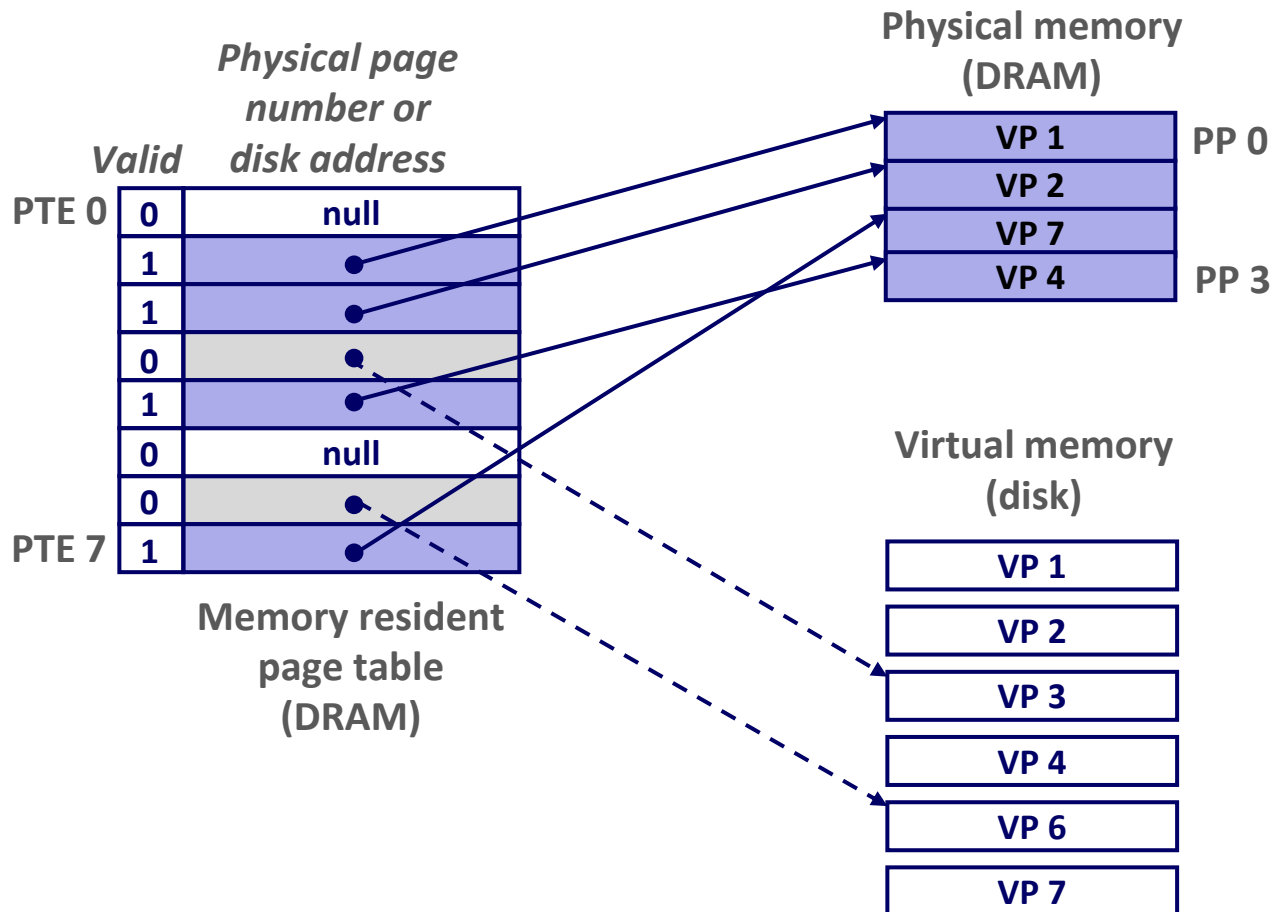 Physical page
number or
disk address
Valid
PTE 0
0
null
1
1
0
1
0
null
0
PTE 7
1
Memory resident
page table
(DRAM)
Physical memory
(DRAM)
VP 1
PP 0
VP 2
VP 7
VP 4
PP 3
Virtual memory
(disk)
VP 1
VP 2
VP 3
VP 4
VP 6
VP 7